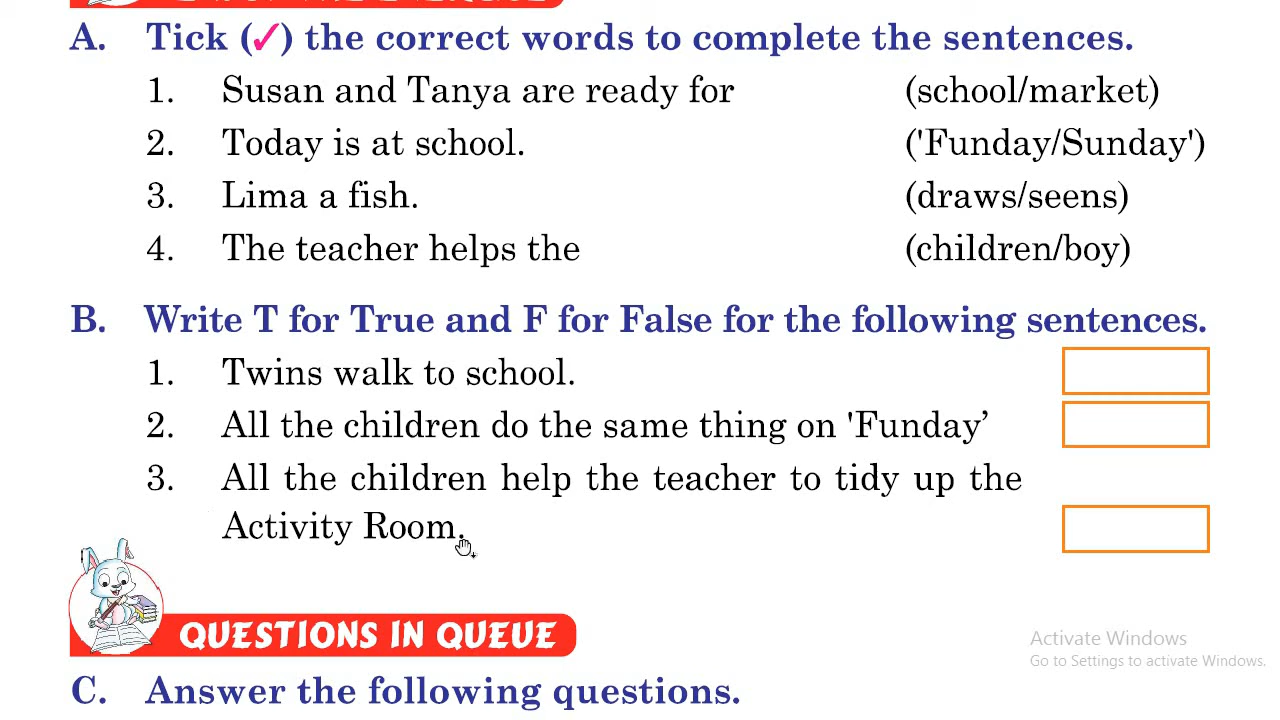 A. Tick (✓) the correct words to complete the sentences.
1. Susan and Tanya are ready for (school/market)
2. Today is at school. ('Funday/Sunday')
3. Lima a fish. (draws/seens)
4. The teacher helps the (children/boy)
B. Write T for True and F for False for the following sentences.
1. Twins walk to school.
2. All the children do the same thing on 'Funday’
3. All the children help the teacher to tidy up the
Activity Room.
QUESTIONS IN QUEUE
Activate Windows
Go to Settings to activate Windows.
C. Answer the following questions.